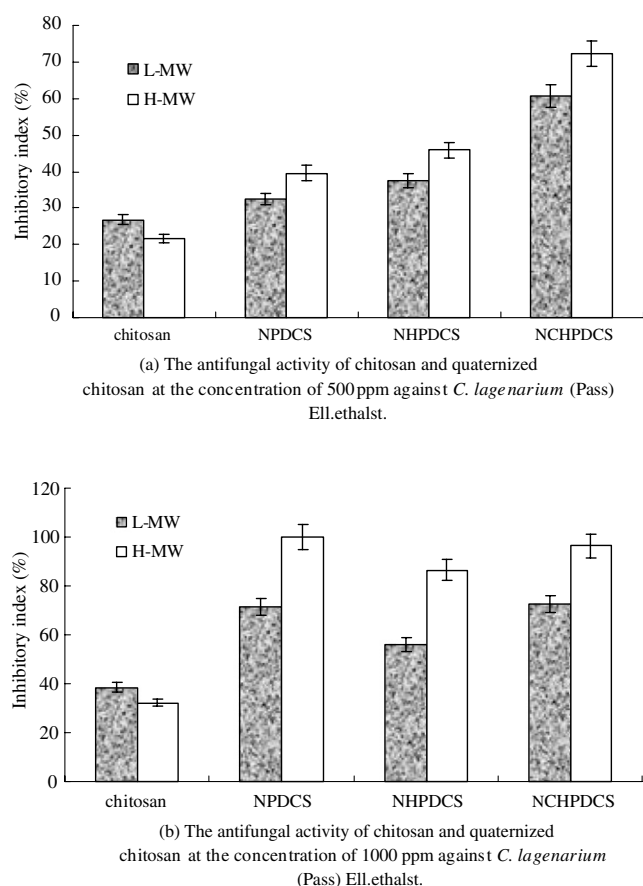 80
70
60
50
40
30
20
10
0
Inhibitory index (%)
L-MW
H-MW
chitosan NPDCS NHPDCS NCHPDCS
(a) The antifungal activity of chitosan and quaternized
chitosan at the concentration of 500 ppm against C. lagenarium (Pass)
Ell.ethalst.
120
100
80
60
40
20
0
Inhibitory index (%)
L-MW
H-MW
chitosan NPDCS NHPDCS NCHPDCS
(b) The antifungal activity of chitosan and quaternized
chitosan at the concentration of 1000 ppm against C. lagenarium
(Pass) Ell.ethalst.